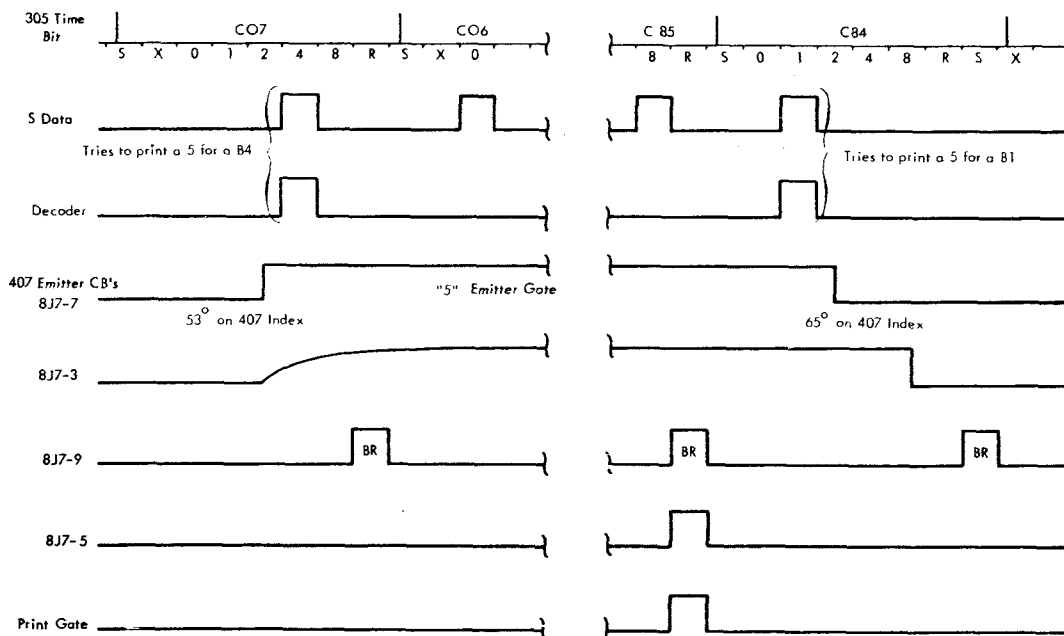 305 Time
Bit
C07 C06 C 85 C84
S X 0 1 2 4 8 R S X 0 8 R S 0 1 2 4 8 R S X
S Data
Tries to print a 5 for a B4
Tries to print a 5 for a B1
Decoder
407 Emitter CB's
8J7-7
"5" Emitter Gate
53° on 407 Index
65° on 407 Index
8J7-3
8J7-9
BR BR BR
8J7-5
Print Gate